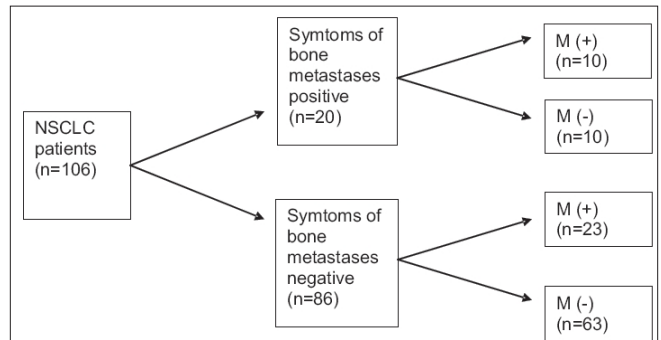 NSCLC
patients
(n=106)
Symtoms of
bone
metastases
positive
(n=20)
M (+)
(n=10)
M (-)
(n=10)
Symtoms of
bone
metastases
negative
(n=86)
M (+)
(n=23)
M (-)
(n=63)